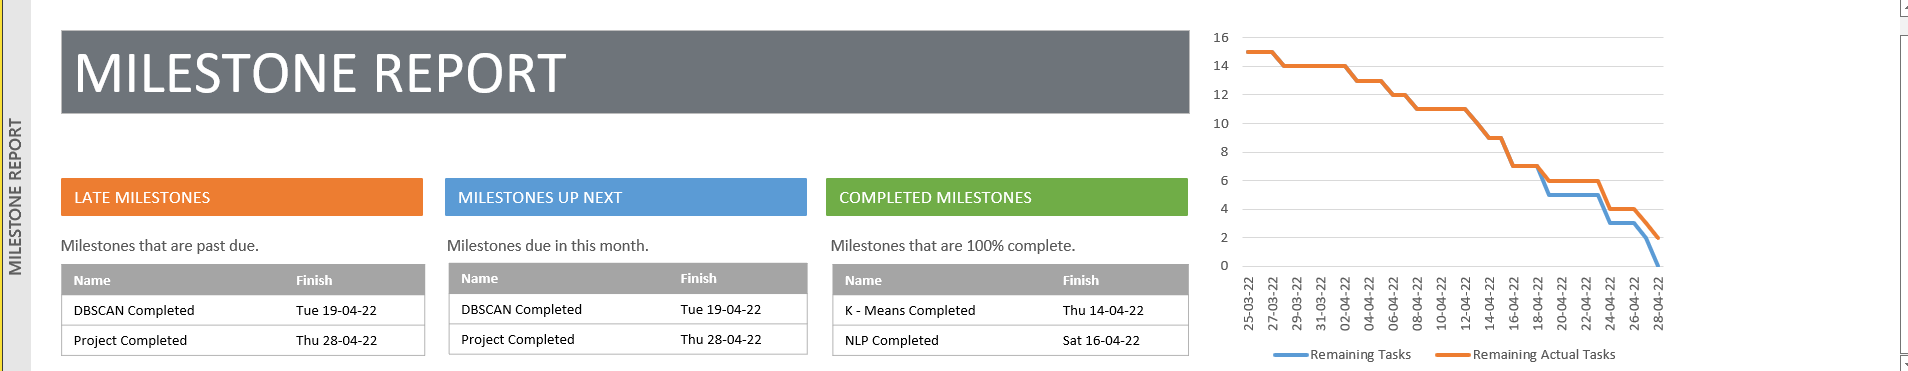 MILESTONE REPORT
MILESTONE REPORT
LATE MILESTONES
Milestones that are past due.
Name Finish
DBSCAN Completed Tue 19-04-22
Project Completed Thu 28-04-22
MILESTONES UP NEXT
Milestones due in this month.
Name Finish
DBSCAN Completed Tue 19-04-22
Project Completed Thu 28-04-22
COMPLETED MILESTONES
Milestones that are 100% complete.
Name Finish
K - Means Completed Thu 14-04-22
NLP Completed Sat 16-04-22
16
14
12
10
8
6
4
2
0
25-03-22
27-03-22
29-03-22
31-03-22
02-04-22
04-04-22
06-04-22
08-04-22
10-04-22
12-04-22
14-04-22
16-04-22
18-04-22
20-04-22
22-04-22
24-04-22
26-04-22
28-04-22
Remaining Tasks Remaining Actual Tasks